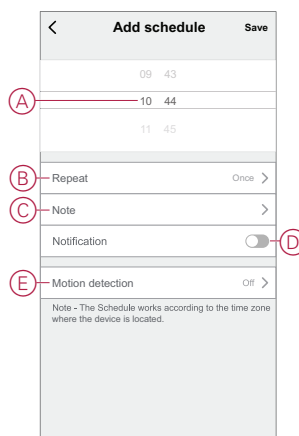 Add schedule Save
09 43
A 10 44
11 45
B Repeat Once
C Note
Notification D
E Motion detection Off
Note - The Schedule works according to the time zone
where the device is located.